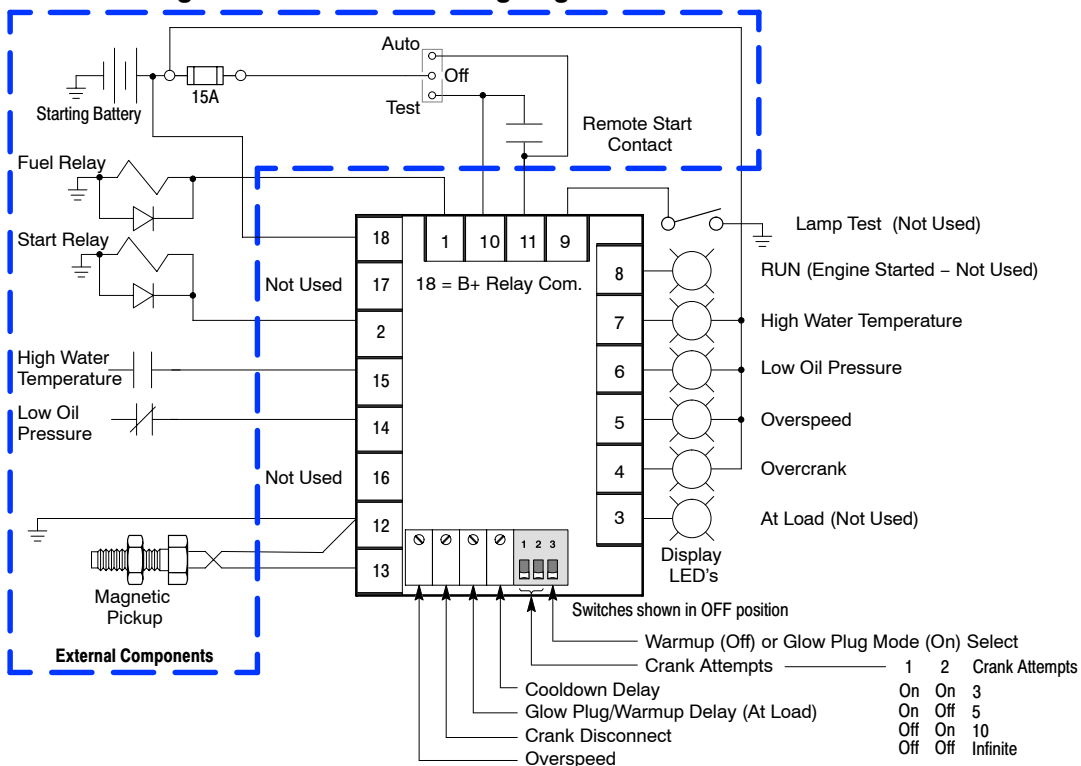 Auto
Off
15A
Starting Battery
Test
Remote Start
Contact
Fuel Relay
Start Relay
Lamp Test (Not Used)
18
1
10
11
9
Not Used
17
18 = B+ Relay Com.
8
RUN (Engine Started – Not Used)
2
7
High Water Temperature
High Water
Temperature
15
6
Low Oil Pressure
Low Oil
Pressure
14
5
Overspeed
Not Used
16
4
Overcrank
12
3
At Load (Not Used)
1 2 3
Display
LED's
13
Magnetic
Pickup
External Components
Switches shown in OFF position
Warmup (Off) or Glow Plug Mode (On) Select
Crank Attempts
1 2 Crank Attempts
On On 3
On Off 5
Off On 10
Off Off Infinite
Cooldown Delay
Glow Plug/Warmup Delay (At Load)
Crank Disconnect
Overspeed